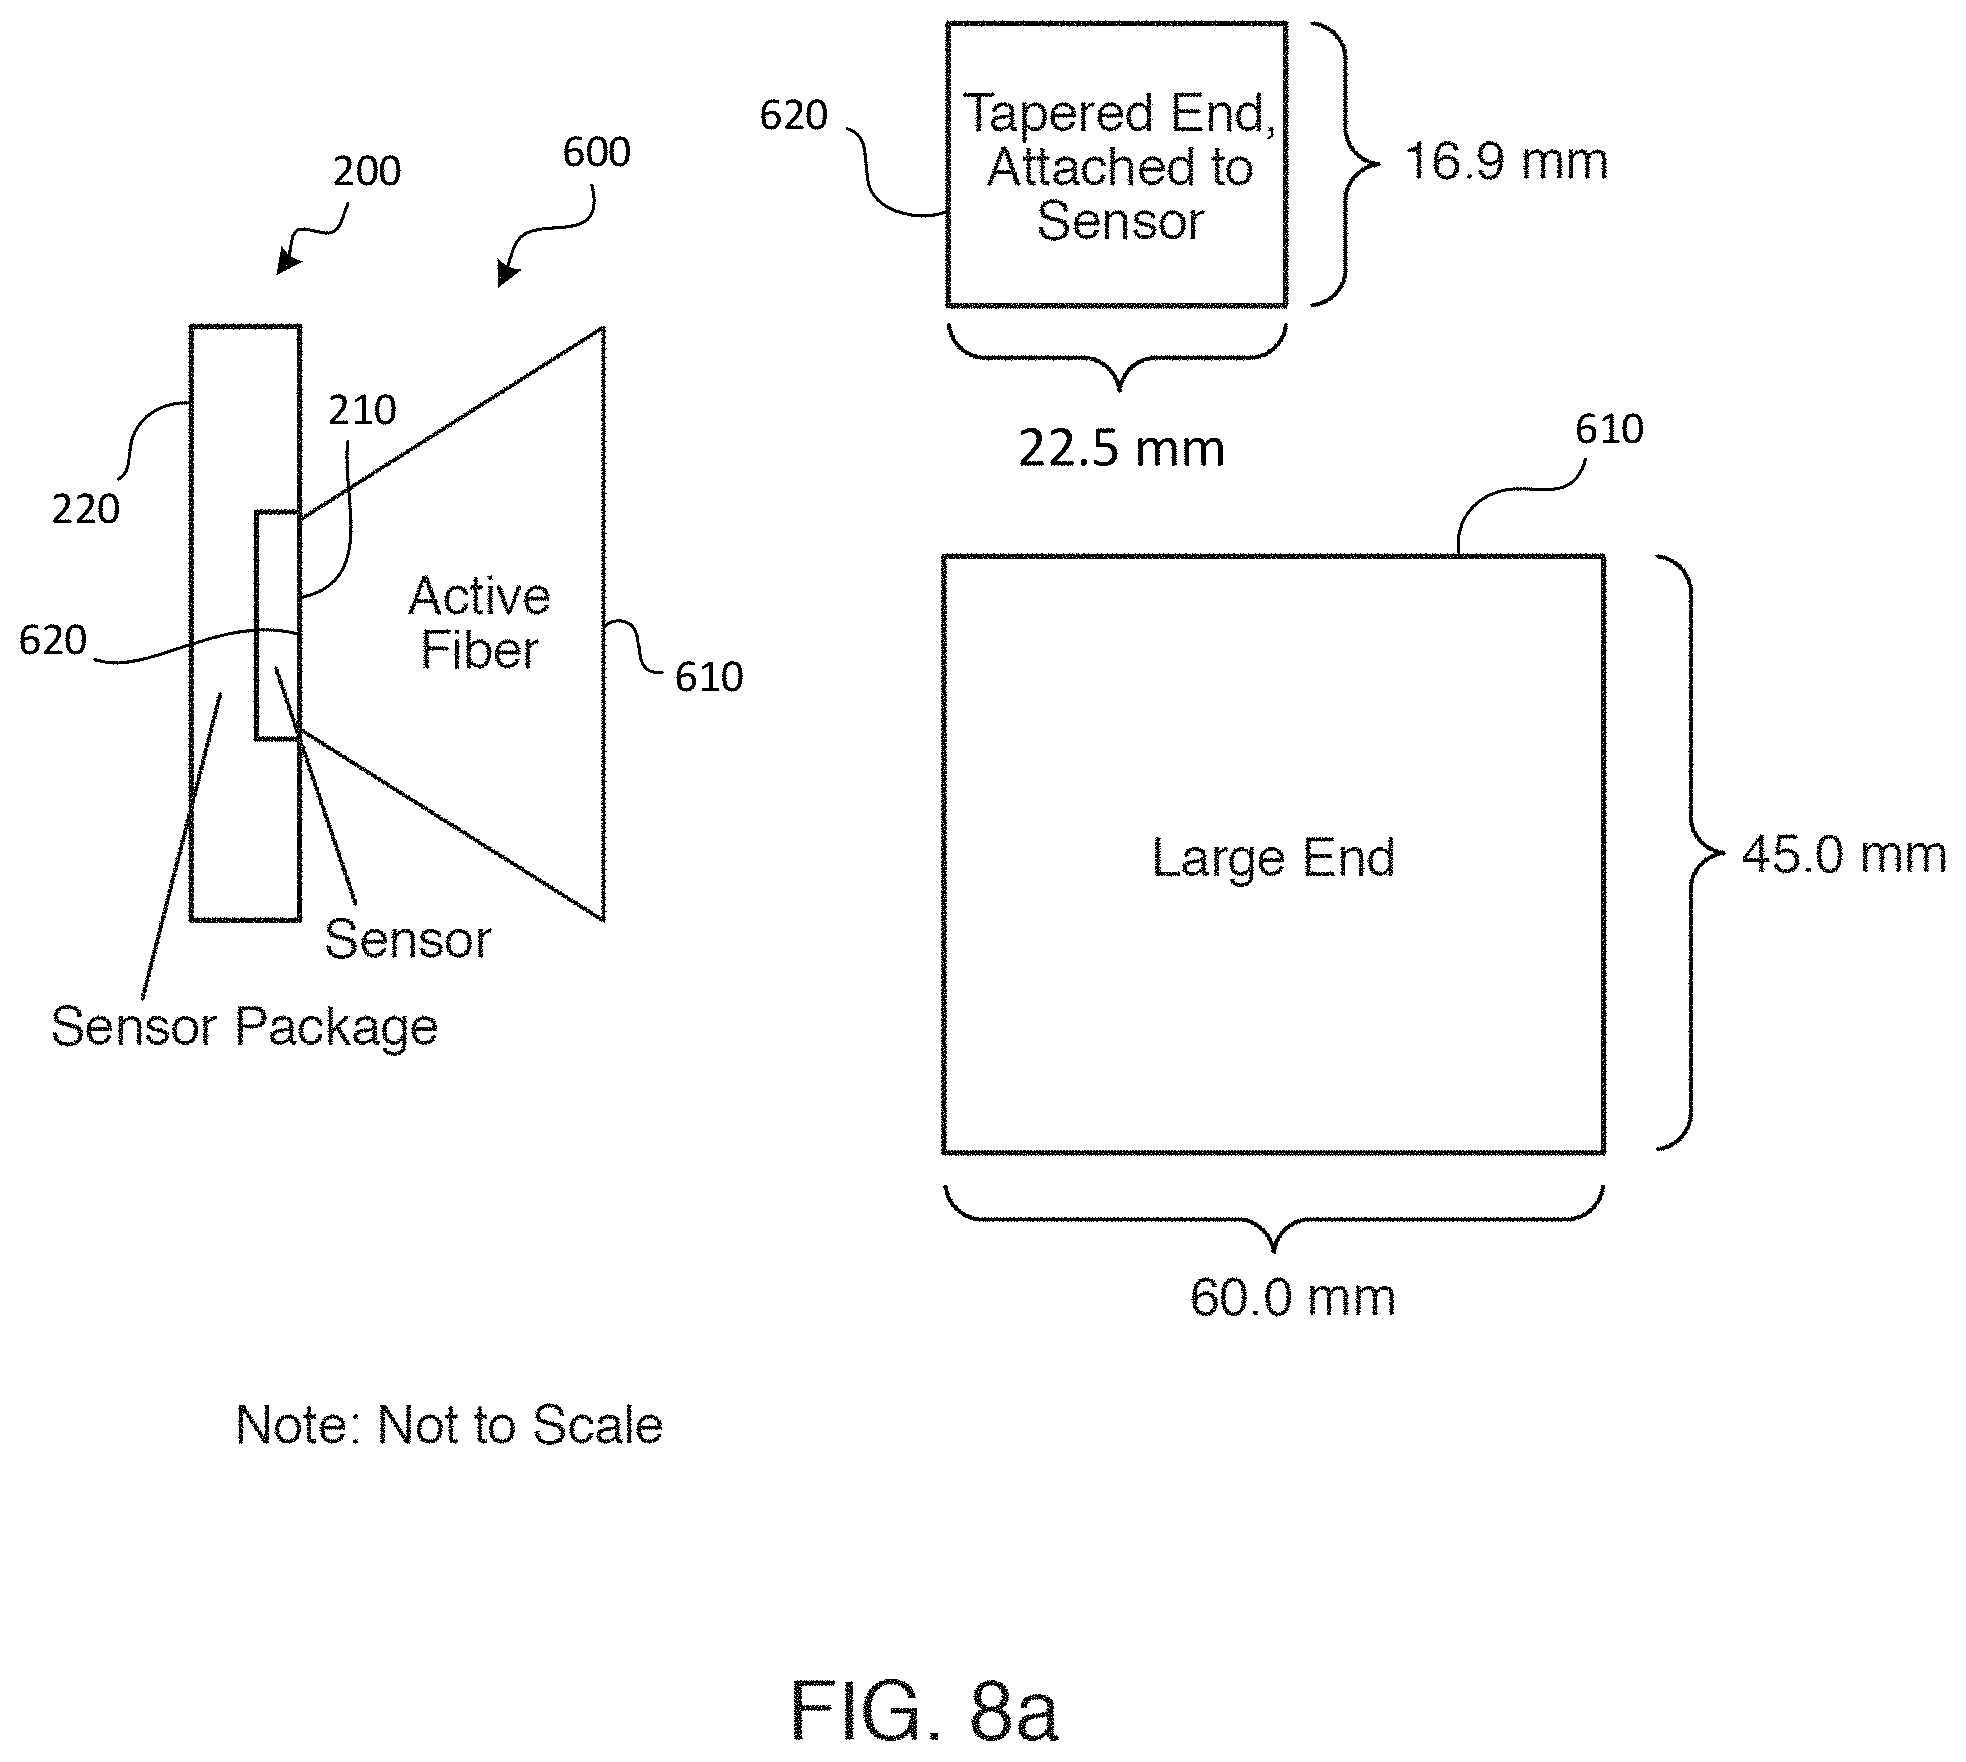 620
Tapered End,
Attached to
Sensor
16.9 mm
200
600
22.5 mm
210
220
610
Active
Fiber
620
610
Large End
45.0 mm
Sensor
Sensor Package
60.0 mm
Note: Not to Scale
FIG. 8a